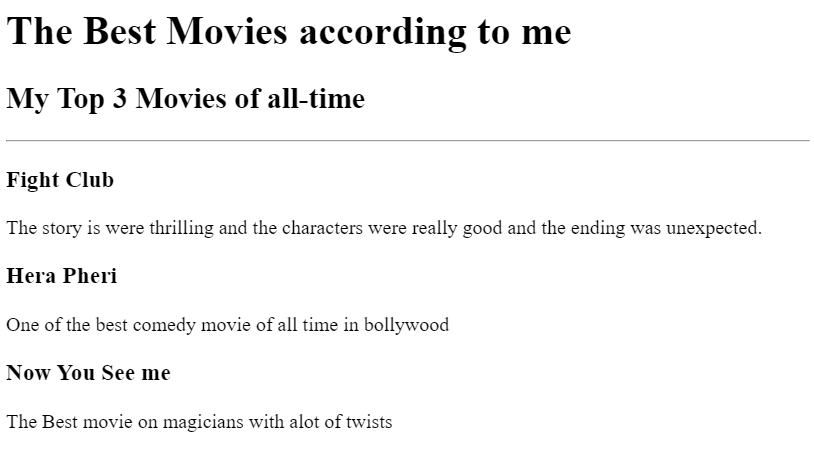 The Best Movies according to me
My Top 3 Movies of all-time
Fight Club
The story is were thrilling and the characters were really good and the ending was unexpected.
Hera Pheri
One of the best comedy movie of all time in bollywood
Now You See me
The Best movie on magicians with alot of twists